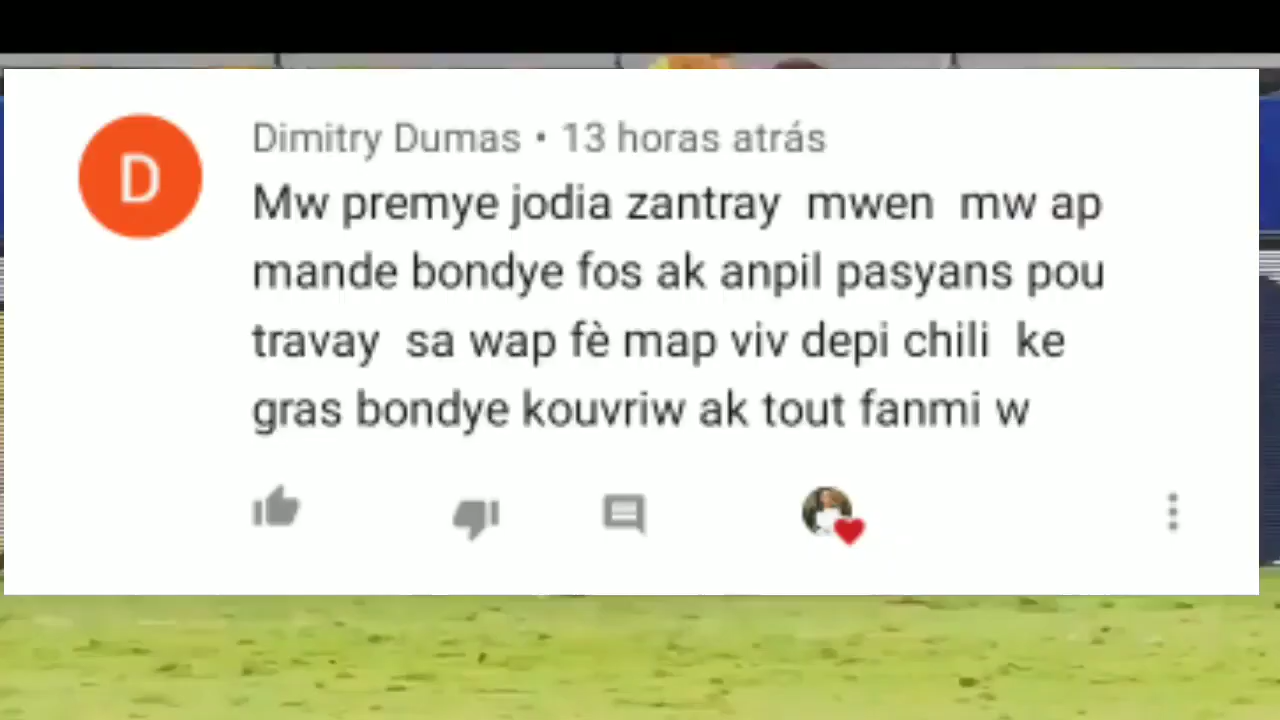 D
Dimitry Dumas • 13 horas atrás
Mw premye jodia zantray mwen mw ap
mande bondye fos ak anpil pasyans pou
travay sa wap fè map viv depi chili ke
gras bondye kouvriw ak tout fanmi w